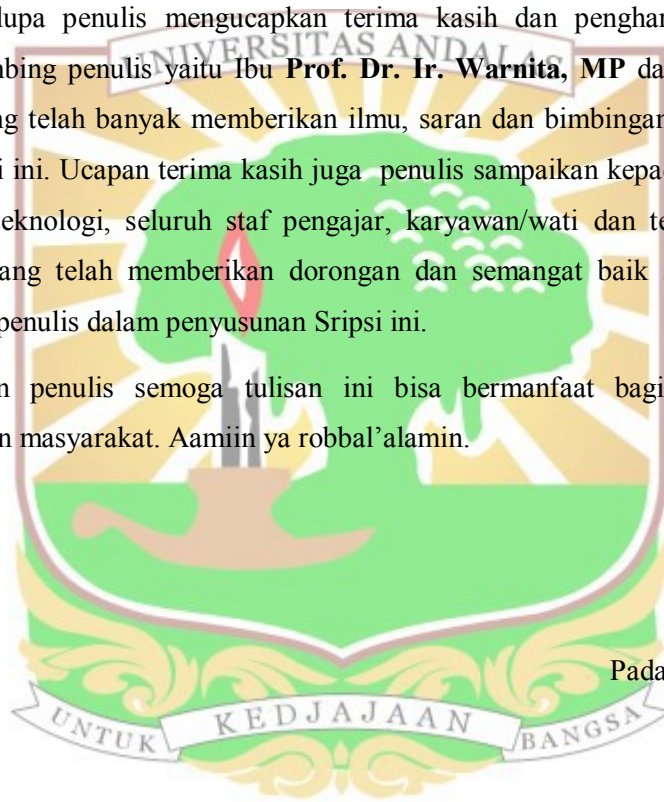 lupa penulis mengucapkan terima kasih dan penghar
UNIVERSITAS ANDALAS
mbing penulis yaitu Ibu Prof. Dr. Ir. Warnita, MP da
ng telah banyak memberikan ilmu, saran dan bimbingan
i ini. Ucapan terima kasih juga penulis sampaikan kepad
teknologi, seluruh staf pengajar, karyawan/wati dan te
ang telah memberikan dorongan dan semangat baik
penulis dalam penyusunan Sripsi ini.
n penulis semoga tulisan ini bisa bermanfaat bagi
n masyarakat. Aamiin ya robbal’alamin.
Pada
UNTUK KEDJAJAAN BANGSA